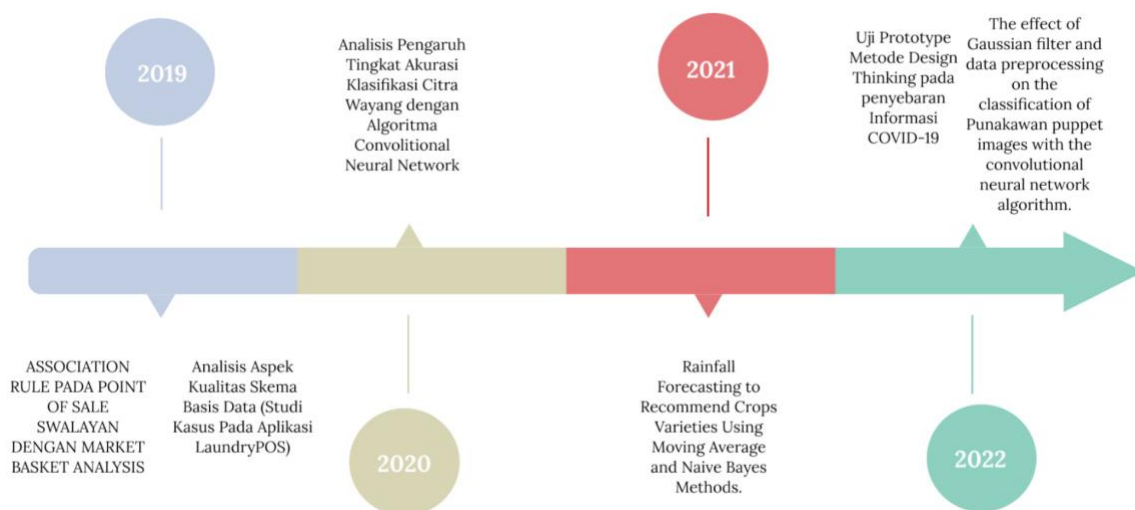 2019
ASSOCIATION
RULE PADA POINT
OF SALE
SWALAYAN
DENGAN MARKET
BASKET ANALYSIS
Analisis Aspek
Kualitas Skema
Basis Data (Studi
Kasus Pada Aplikasi
LaundryPOS)
Analisis Pengaruh
Tingkat Akurasi
Klasifikasi Citra
Wayang dengan
Algoritma
Convolitional
Neural Network
2020
2021
Rainfall
Forecasting to
Recommend Crops
Varieties Using
Moving Average
and Naive Bayes
Methods.
Uji Prototype
Metode Design
Thinking pada
penyebaran
Informasi
COVID-19
The effect of
Gaussian filter and
data preprocessing
on the
classification of
Punakawan puppet
images with the
convolutional
neural network
algorithm.
2022